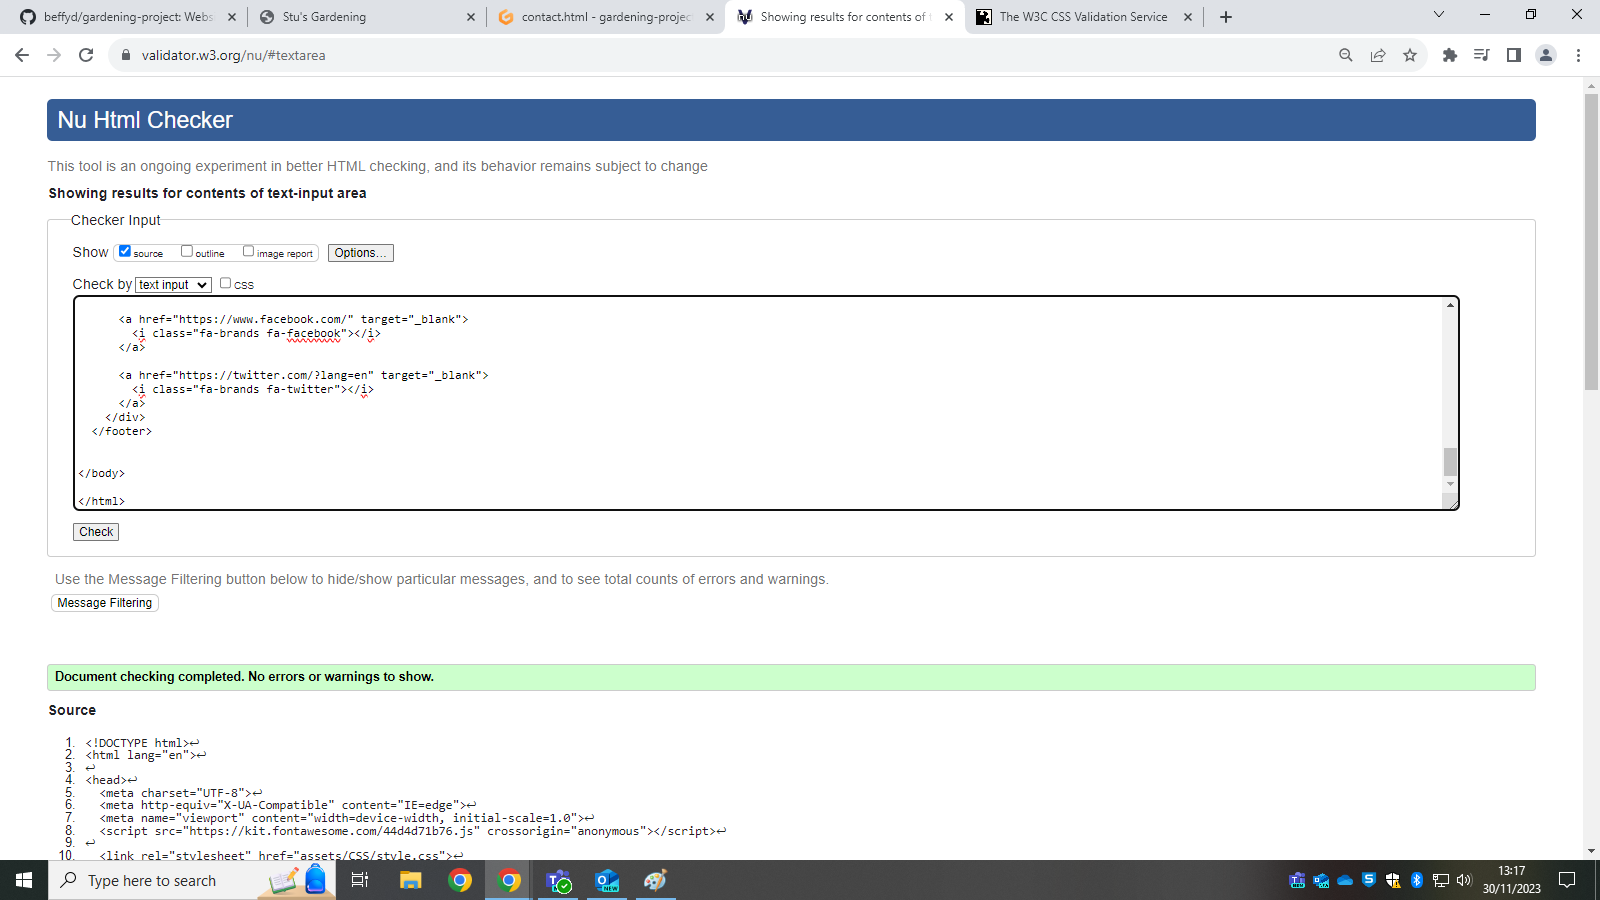 beffyd/gardening-project: Webs
Stu's Gardening
contact.html - gardening-project
Showing results for contents of
The W3C CSS Validation Service
validator.w3.org/nu/#textarea
Nu Html Checker
This tool is an ongoing experiment in better HTML checking, and its behavior remains subject to change
Showing results for contents of text-input area
Checker Input
Show source outline image report Options...
Check by text input css
<a href="https://www.facebook.com/" target="_blank">
<i class="fa-brands fa-facebook"></i>
</a>
<a href="https://twitter.com/?lang=en" target="_blank">
<i class="fa-brands fa-twitter"></i>
</a>
</div>
</footer>
</body>
</html>
Check
Use the Message Filtering button below to hide/show particular messages, and to see total counts of errors and warnings.
Message Filtering
Document checking completed. No errors or warnings to show.
Source
1. <!DOCTYPE html>↩
2. <html lang="en">↩
3. ↩
4. <head>↩
5. <meta charset="UTF-8">↩
6. <meta http-equiv="X-UA-Compatible" content="IE=edge">↩
7. <meta name="viewport" content="width=device-width, initial-scale=1.0">↩
8. <script src="https://kit.fontawesome.com/44d4d71b76.js" crossorigin="anonymous"></script>↩
9. ↩
10. <link rel="stylesheet" href="assets/CSS/style.css">↩
Type here to search
NEW
13:17
30/11/2023